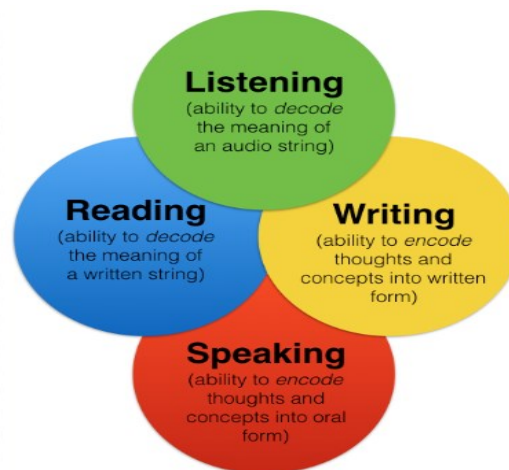 Listening
(ability to decode
the meaning of
an audio string)
Reading
(ability to decode
the meaning of
a written string)
Writing
(ability to encode
thoughts and
concepts into written
form)
Speaking
(ability to encode
thoughts and
concepts into oral
form)